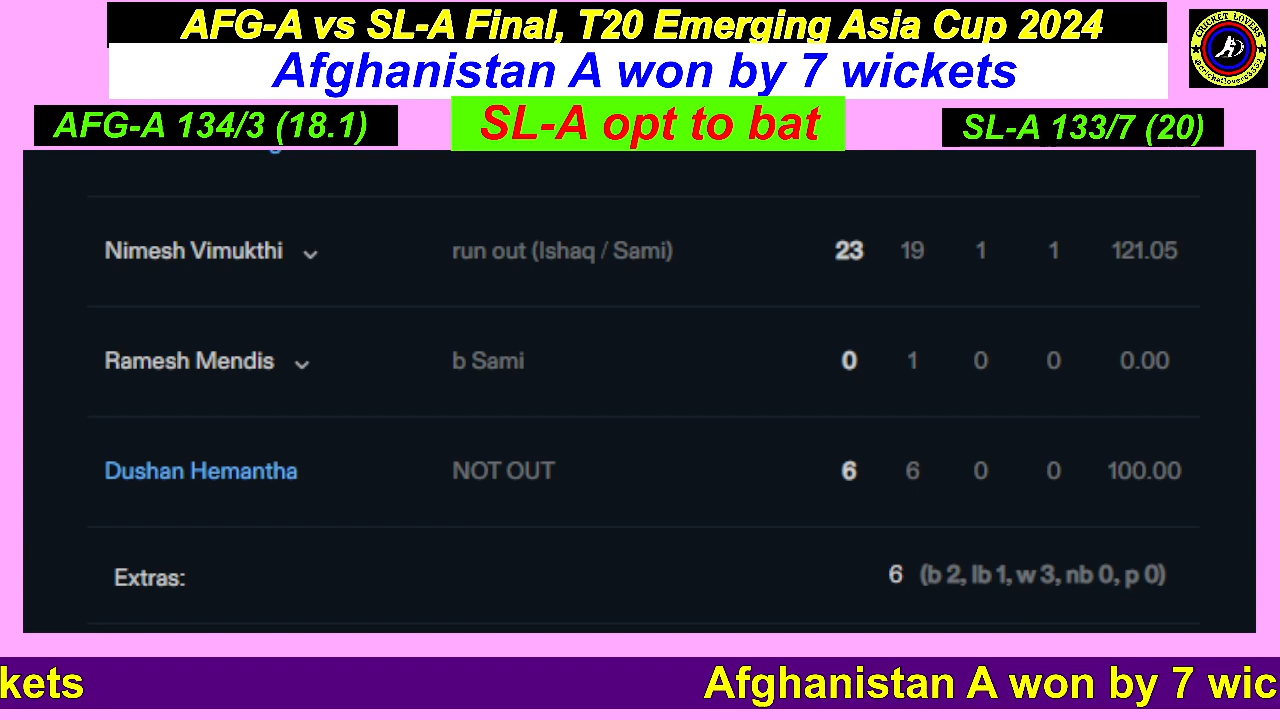 AFG-A vs SL-A Final, T20 Emerging Asia Cup 2024
CRICKET LOVERS
Afghanistan A won by 7 wickets
AFG-A 134/3 (18.1) SL-A opt to bat SL-A 133/7 (20)
Nimesh Vimukthi run out (Ishaq / Sami) 23 19 1 1 121.05
Ramesh Mendis b Sami 0 1 0 0 0.00
Dushan Hemantha NOT OUT 6 6 0 0 100.00
Extras: 6 (b 2, lb 1, w 3, nb 0, p 0)
kets Afghanistan A won by 7 wic